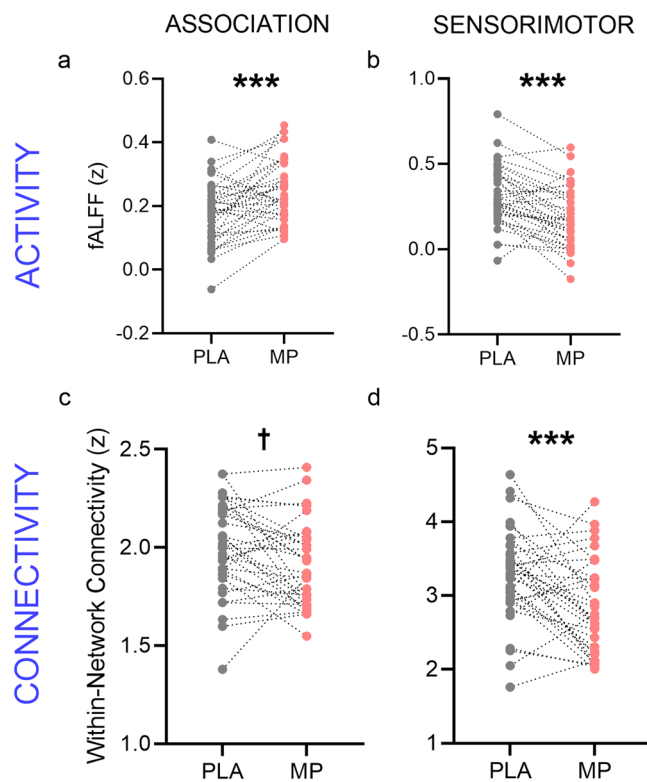 ASSOCIATION
SENSORIMOTOR
ACTIVITY
a
***
fALFF (z)
0.6
0.4
0.2
0.0
-0.2
PLA
MP
b
***
1.0
0.5
0.0
-0.5
PLA
MP
CONNECTIVITY
c
†
Within-Network Connectivity (z)
2.5
2.0
1.5
1.0
PLA
MP
d
***
5
4
3
2
1
PLA
MP